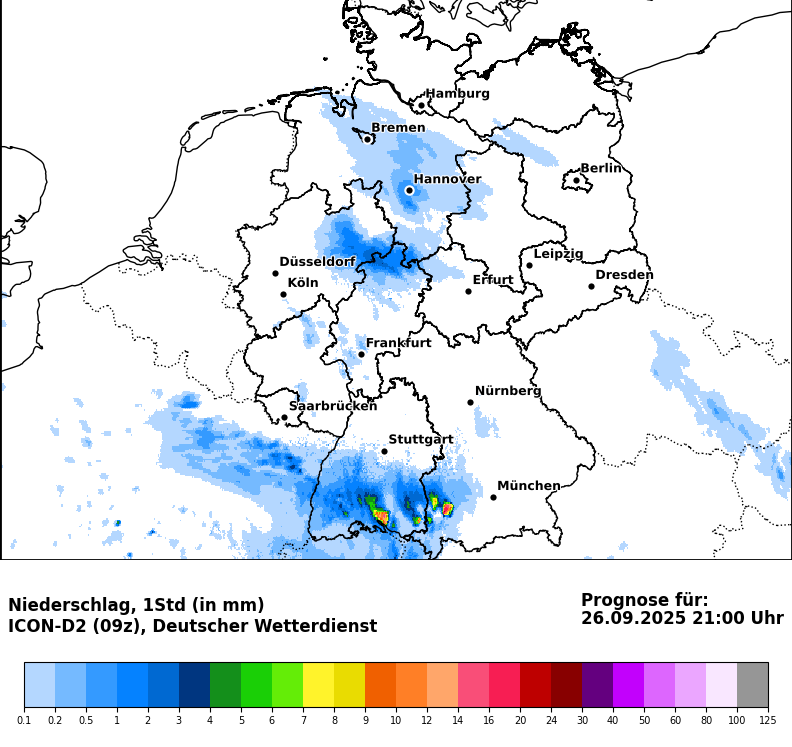 Hamburg
Bremen
Berlin
Hannover
Leipzig
Düsseldorf
Dresden
Köln
Erfurt
Frankfurt
Nürnberg
Saarbrücken
Stuttgart
München
Niederschlag, 1Std (in mm)
ICON-D2 (09z), Deutscher Wetterdienst
Prognose für:
26.09.2025 21:00 Uhr
0.1 0.2 0.5 1 2 3 4 5 6 7 8 9 10 12 14 16 20 24 30 40 50 60 80 100 125